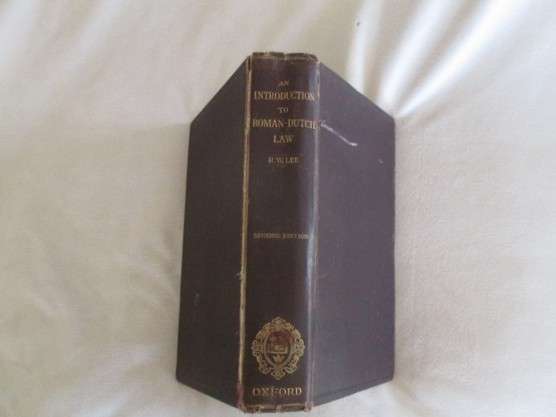 AN
INTRODUCTION
TO
ROMAN-DUTCH
LAW
R. W. LEE
SECOND EDITION
OXFORD